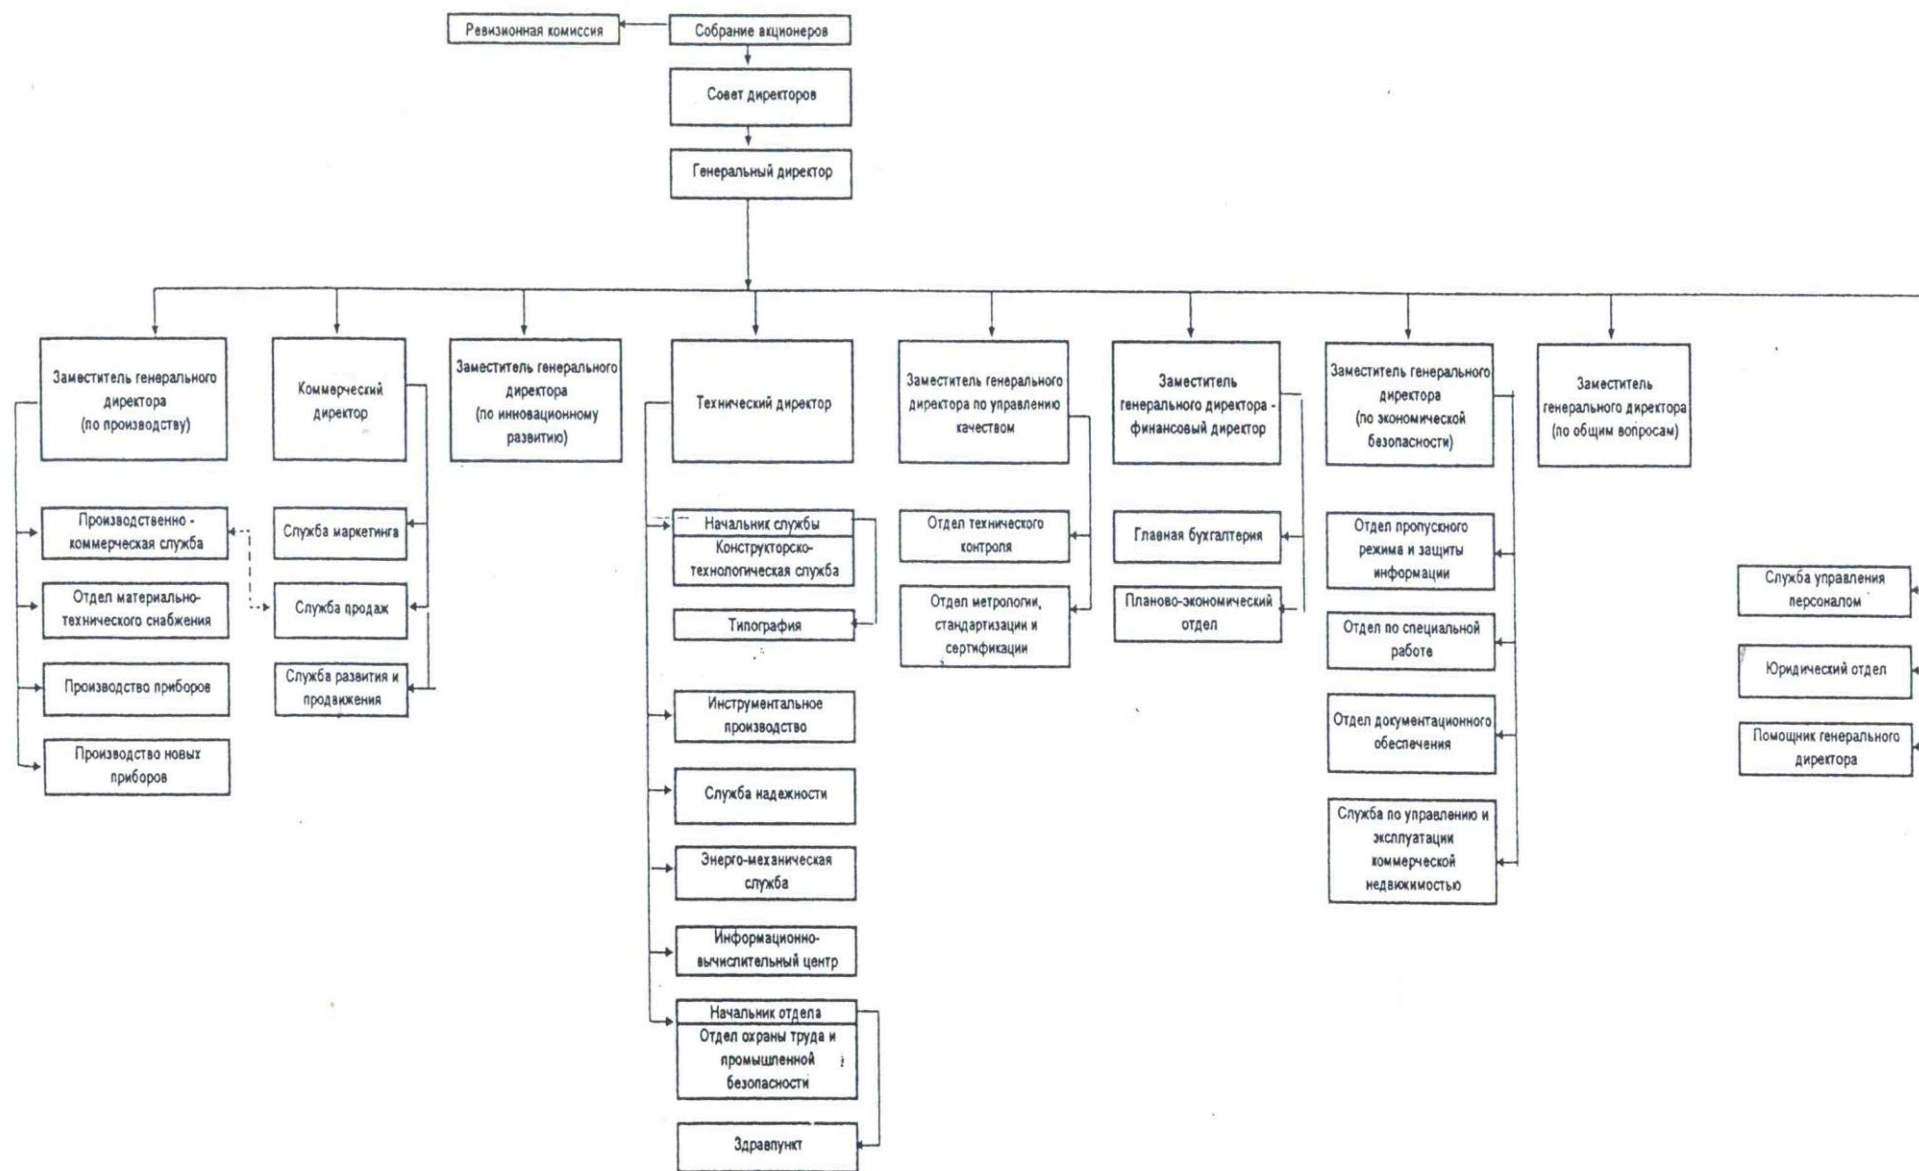 Ревизионная комиссия
Собрание акционеров
Совет директоров
Генеральный директор
Заместитель генерального
директора
(по производству)
Коммерческий
директор
Заместитель генерального
директора
(по инновационному
развитию)
Технический директор
Заместитель генерального
директора по управлению
качеством
Заместитель
генерального директора -
финансовый директор
Заместитель генерального
директора
(по экономической
безопасности)
Заместитель
генерального директора
(по общим вопросам)
Производственно -
коммерческая служба
Отдел материально-
технического снабжения
Производство приборов
Производство новых
приборов
Служба маркетинга
Служба продаж
Служба развития и
продвижения
Начальник службы
Конструкторско-
технологическая служба
Типография
Инструментальное
производство
Служба надежности
Энерго-механическая
служба
Информационно-
вычислительный центр
Начальник отдела
Отдел охраны труда и
промышленной
безопасности
Здравпункт
Отдел технического
контроля
Отдел метрологии,
стандартизации и
сертификации
Главная бухгалтерия
Планово-экономический
отдел
Отдел пропускного
режима и защиты
информации
Отдел по специальной
работе
Отдел документационного
обеспечения
Служба по управлению и
эксплуатации
коммерческой
недвижимостью
Служба управления
персоналом
Юридический отдел
Помощник генерального
директора